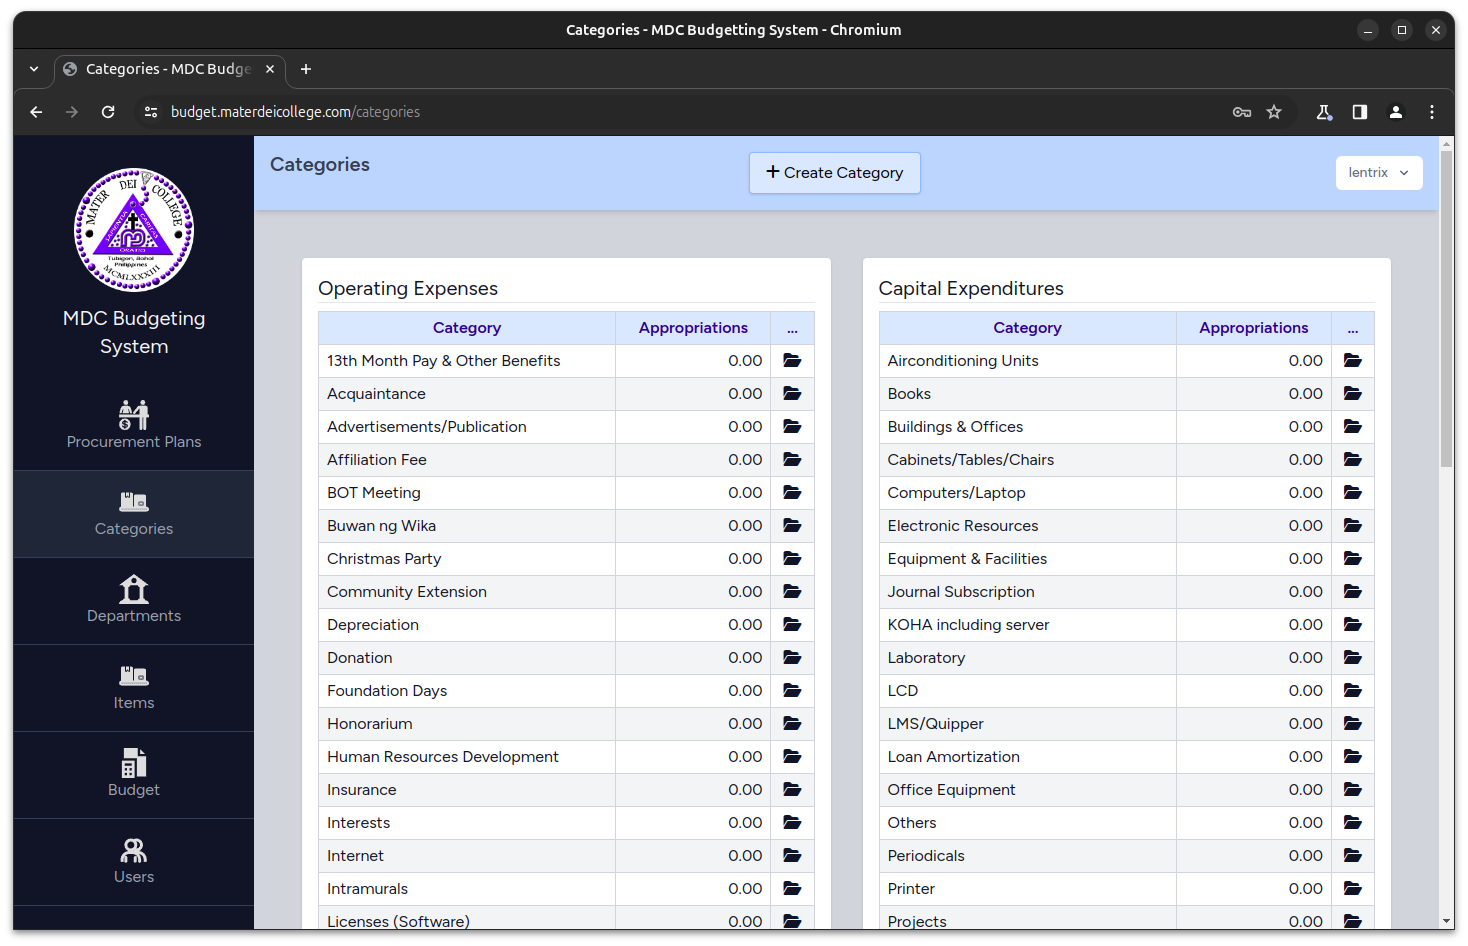 Categories - MDC Budgetting System - Chromium
Categories - MDC Budge
budget.materdeicollege.com/categories
MATER DEI COLLEGE
SAPIENTIA CARITAS
ORATIO
Tubigon, Bohol
Philippines
MCMLXXXIII
MDC Budgeting
System
Procurement Plans
Categories
Departments
Items
Budget
Users
Categories
+ Create Category
lentrix
Operating Expenses
Category Appropriations ...
13th Month Pay & Other Benefits 0.00
Acquaintance 0.00
Advertisements/Publication 0.00
Affiliation Fee 0.00
BOT Meeting 0.00
Buwan ng Wika 0.00
Christmas Party 0.00
Community Extension 0.00
Depreciation 0.00
Donation 0.00
Foundation Days 0.00
Honorarium 0.00
Human Resources Development 0.00
Insurance 0.00
Interests 0.00
Internet 0.00
Intramurals 0.00
Licenses (Software) 0.00
Capital Expenditures
Category Appropriations ...
Airconditioning Units 0.00
Books 0.00
Buildings & Offices 0.00
Cabinets/Tables/Chairs 0.00
Computers/Laptop 0.00
Electronic Resources 0.00
Equipment & Facilities 0.00
Journal Subscription 0.00
KOHA including server 0.00
Laboratory 0.00
LCD 0.00
LMS/Quipper 0.00
Loan Amortization 0.00
Office Equipment 0.00
Others 0.00
Periodicals 0.00
Printer 0.00
Projects 0.00